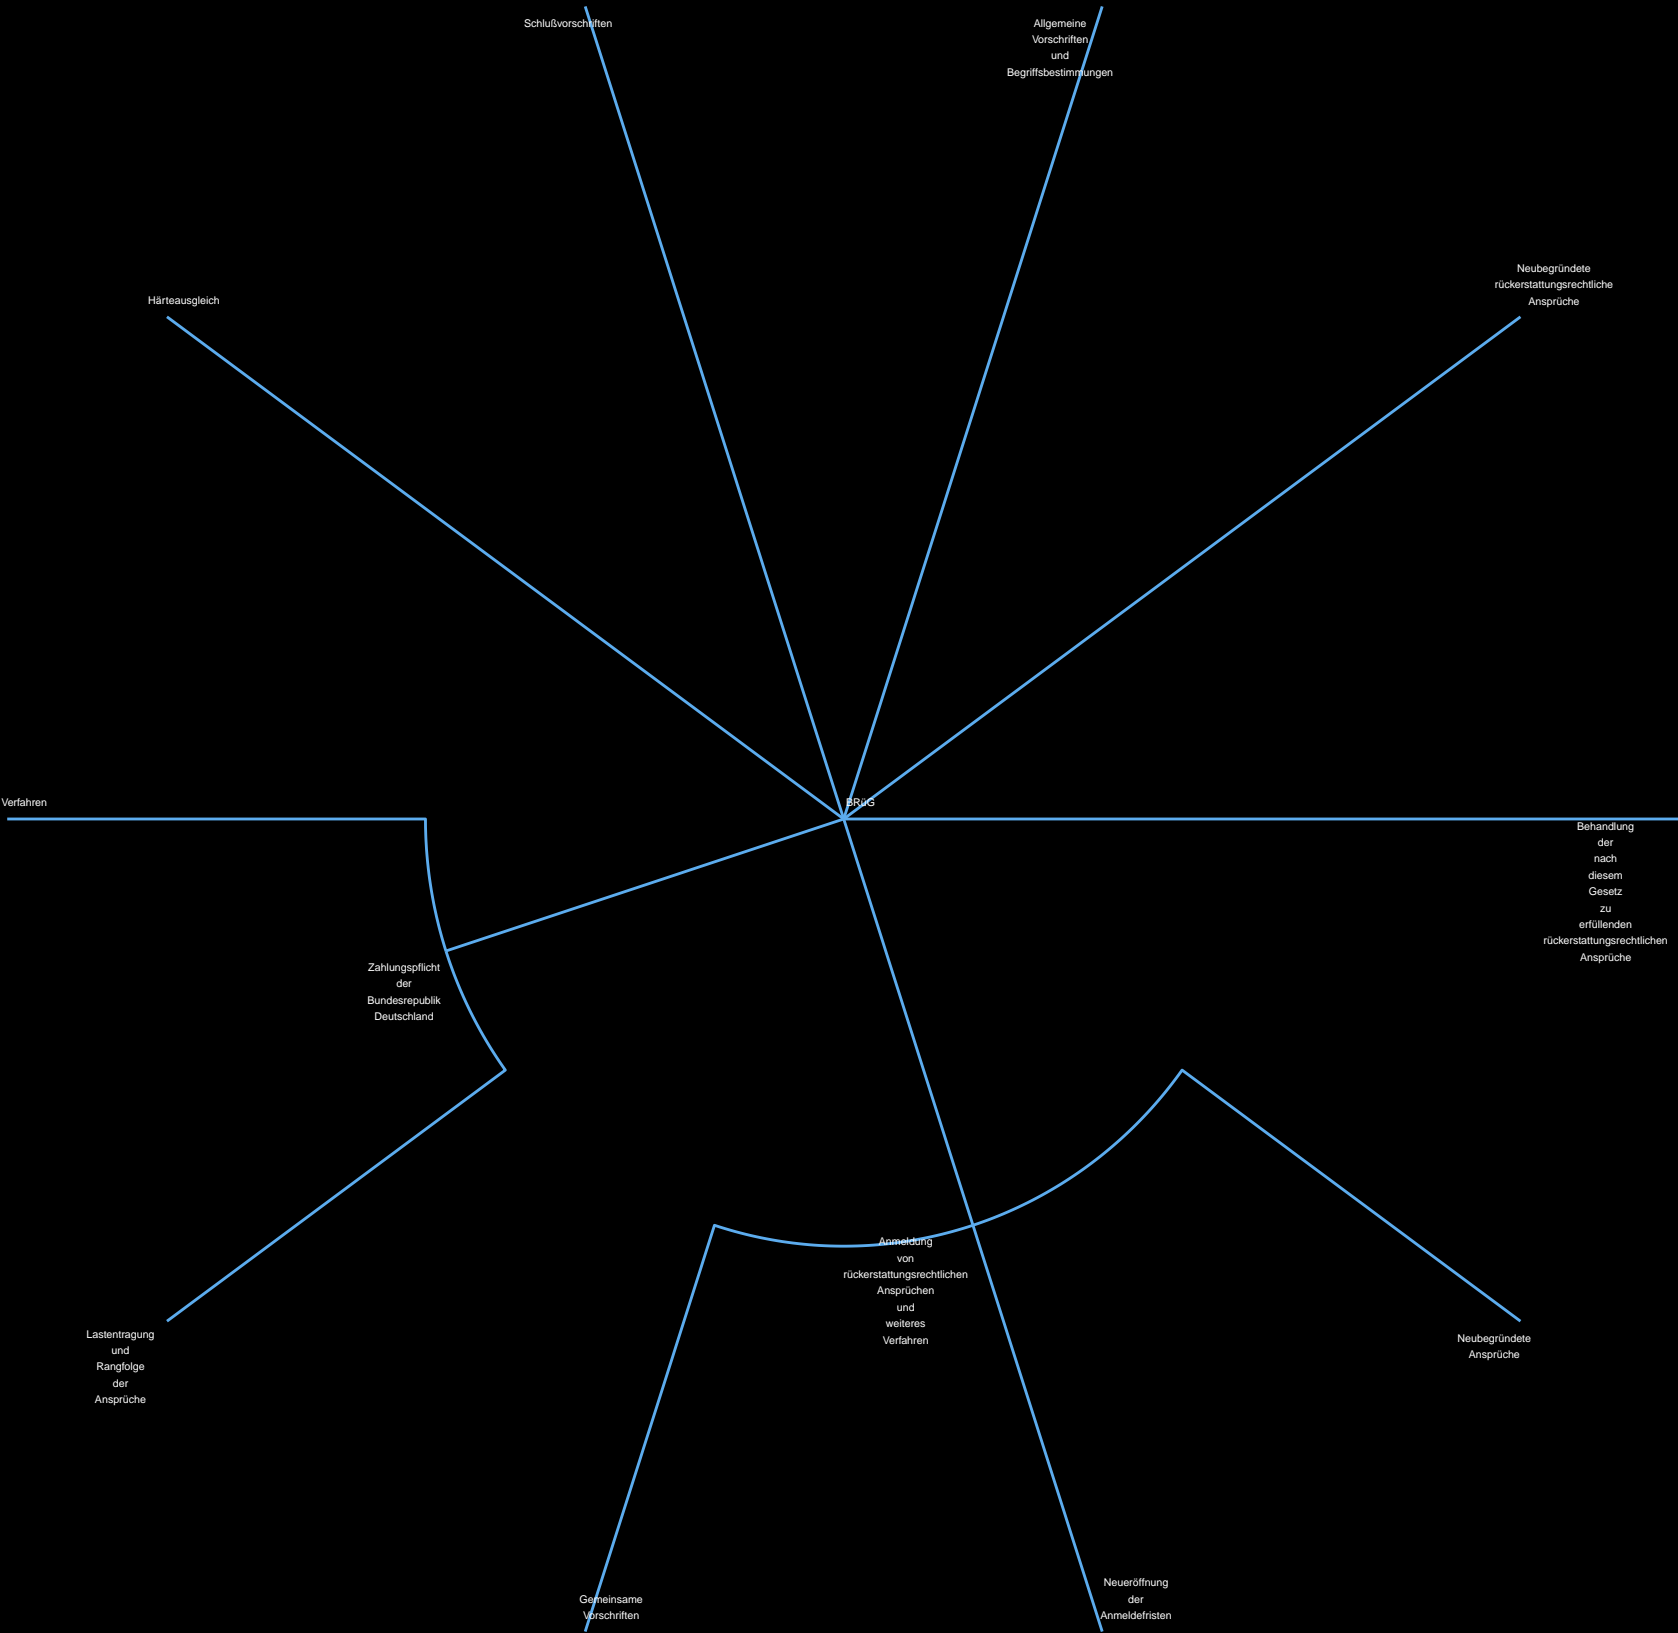 Schlußvorschriften
Allgemeine
Vorschriften
und
Begriffsbestimmungen
Neubegründete
rückerstattungsrechtliche
Ansprüche
Härteausgleich
Verfahren
BRüG
Behandlung
der
nach
diesem
Gesetz
zu
erfüllenden
rückerstattungsrechtlichen
Ansprüche
Zahlungspflicht
der
Bundesrepublik
Deutschland
Anmeldung
von
rückerstattungsrechtlichen
Ansprüchen
und
weiteres
Verfahren
Lastentragung
und
Rangfolge
der
Ansprüche
Neubegründete
Ansprüche
Gemeinsame
Vorschriften
Neueröffnung
der
Anmeldefristen